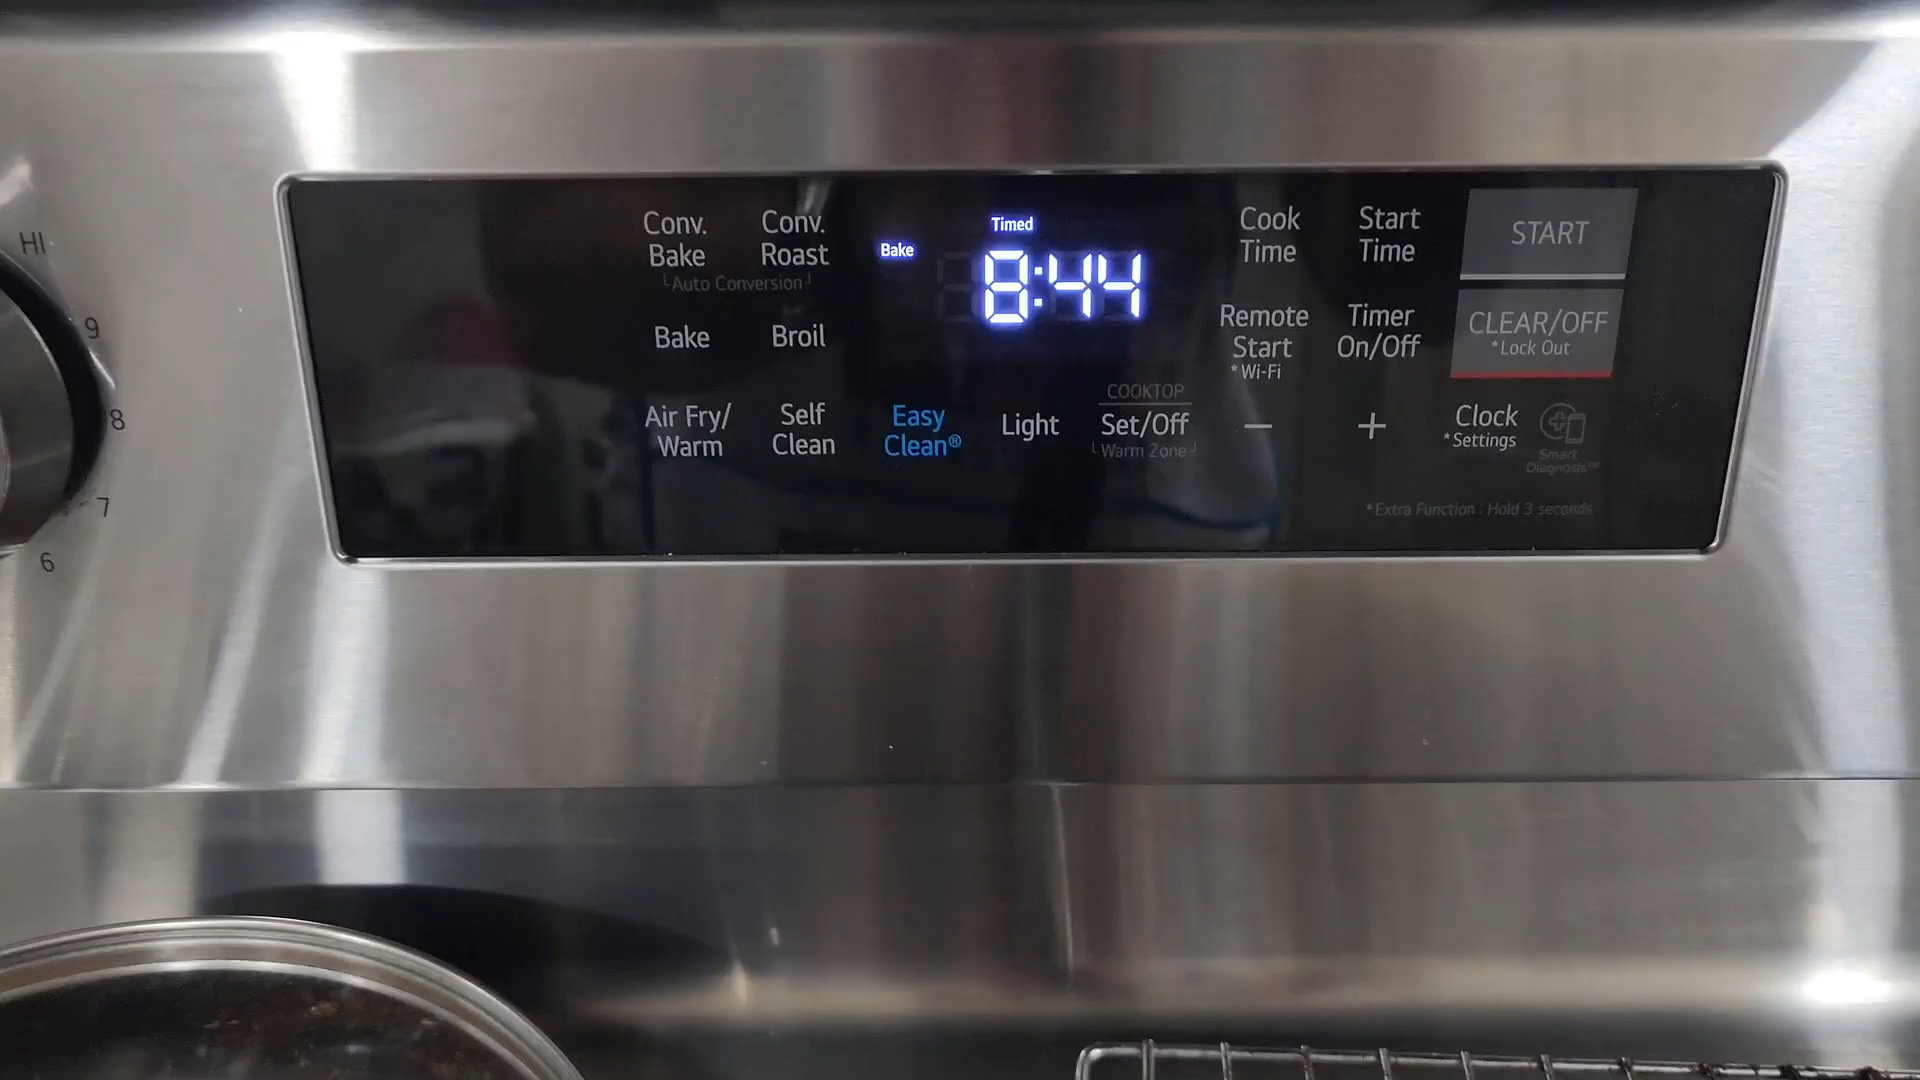 HI
9
8
7
6
Conv.
Bake
Conv.
Roast
Auto Conversion
Bake
Broil
Air Fry/
Warm
Self
Clean
Bake
Timed
8:44
Easy
Clean®
Light
COOKTOP
Set/Off
Warm Zone
Cook
Time
Start
Time
Remote
Start
*Wi-Fi
Timer
On/Off
−
+
START
CLEAR/OFF
*Lock Out
Clock
*Settings
Smart
Diagnosis™
*Extra Function : Hold 3 seconds